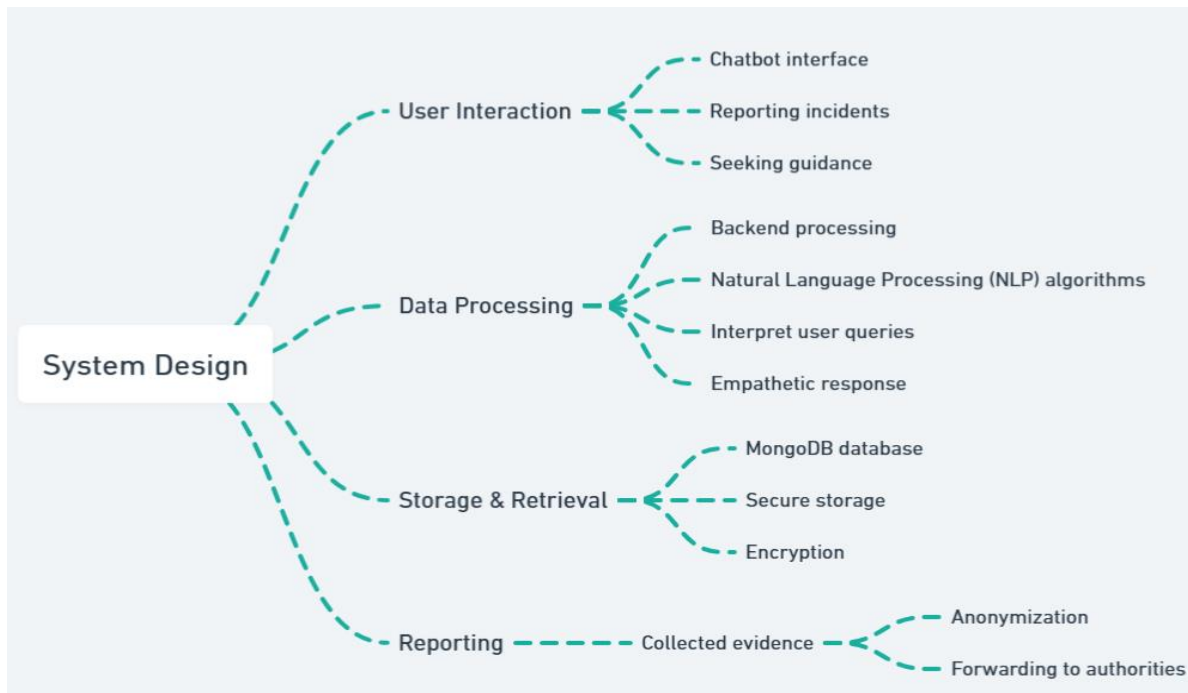 System Design
User Interaction
Chatbot interface
Reporting incidents
Seeking guidance
Data Processing
Backend processing
Natural Language Processing (NLP) algorithms
Interpret user queries
Empathetic response
Storage & Retrieval
MongoDB database
Secure storage
Encryption
Reporting
Collected evidence
Anonymization
Forwarding to authorities